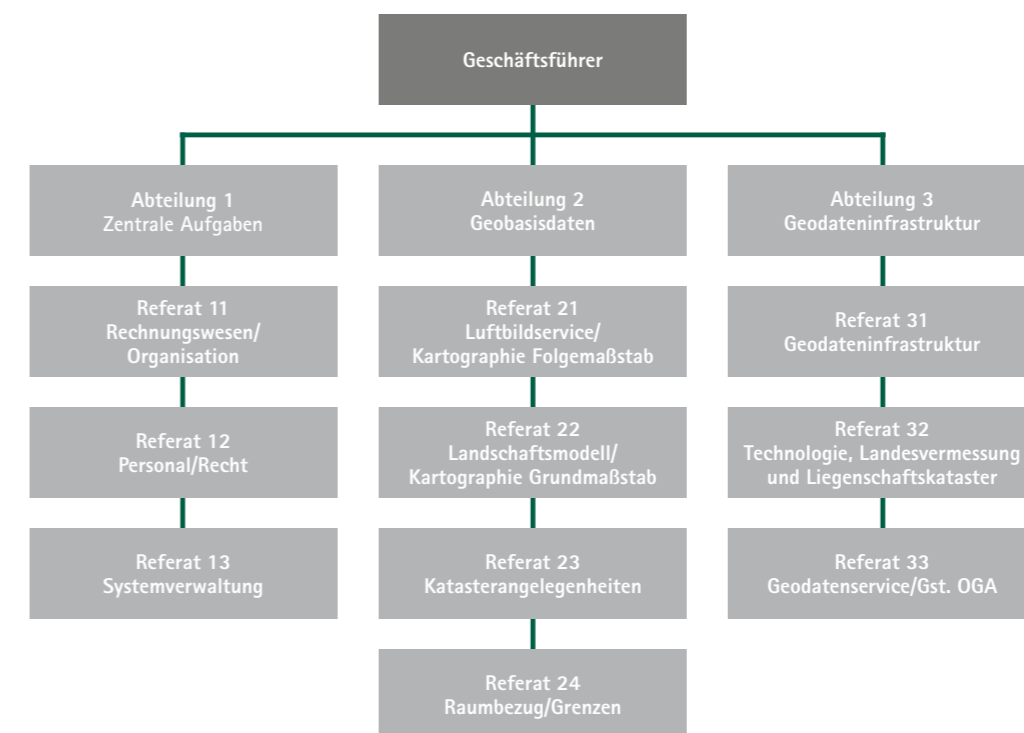 Geschäftsführer
Abteilung 1
Zentrale Aufgaben
Referat 11
Rechnungswesen/
Organisation
Referat 12
Personal/Recht
Referat 13
Systemverwaltung
Abteilung 2
Geobasisdaten
Referat 21
Luftbildservice/
Kartographie Folgemaßstab
Referat 22
Landschaftsmodell/
Kartographie Grundmaßstab
Referat 23
Katasterangelegenheiten
Referat 24
Raumbezug/Grenzen
Abteilung 3
Geodateninfrastruktur
Referat 31
Geodateninfrastruktur
Referat 32
Technologie, Landesvermessung
und Liegenschaftskataster
Referat 33
Geodatenservice/Gst. OGA